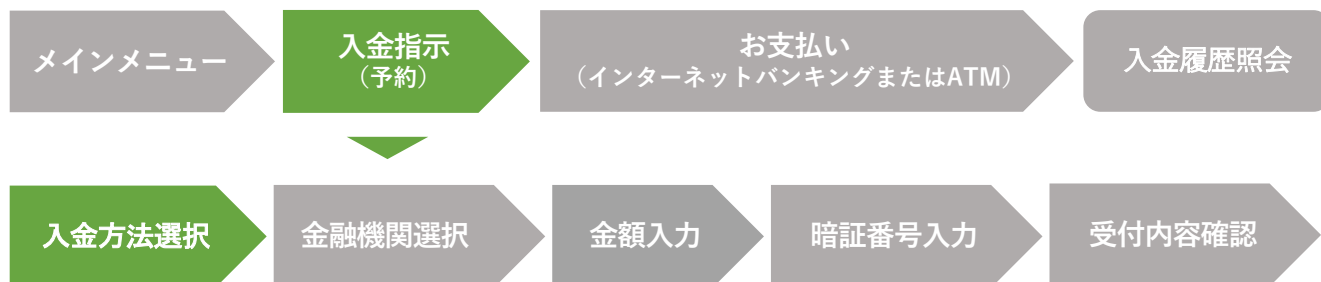 メインメニュー
入金指示
（予約）
お支払い
（インターネットバンキングまたはATM）
入金履歴照会
入金方法選択
金融機関選択
金額入力
暗証番号入力
受付内容確認